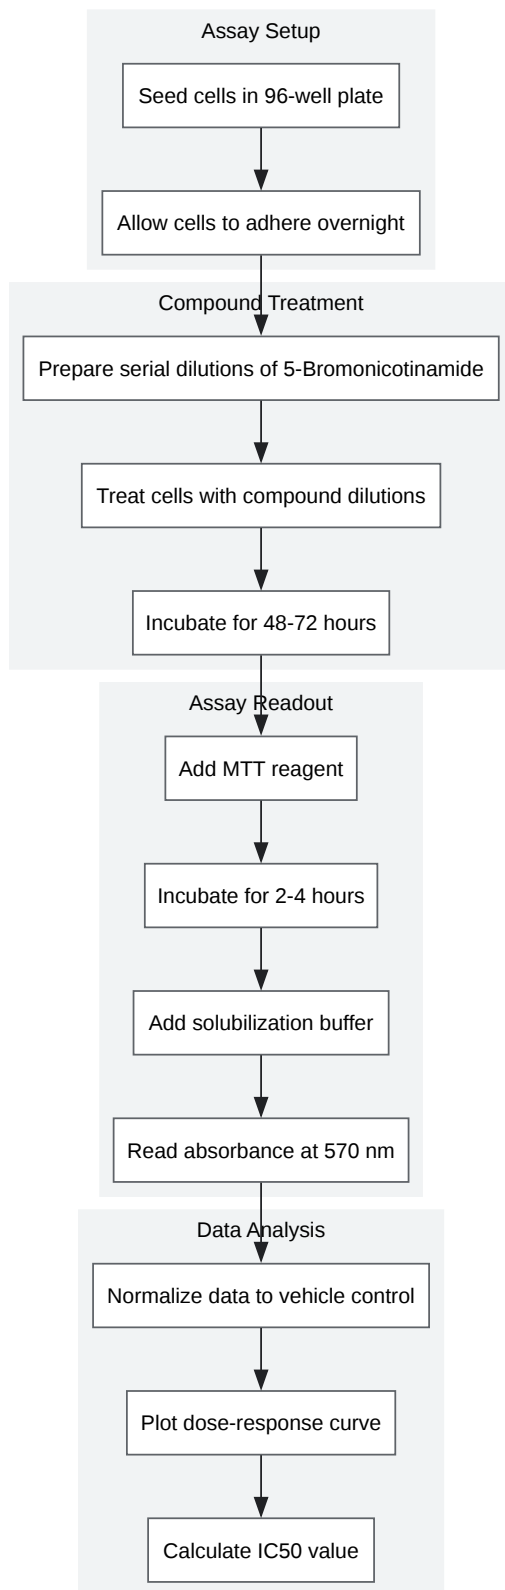 Assay Setup
Seed cells in 96-well plate
Allow cells to adhere overnight
Compound Treatment
Prepare serial dilutions of 5-Bromonicotinamide
Treat cells with compound dilutions
Incubate for 48-72 hours
Assay Readout
Add MTT reagent
Incubate for 2-4 hours
Add solubilization buffer
Read absorbance at 570 nm
Data Analysis
Normalize data to vehicle control
Plot dose-response curve
Calculate IC50 value